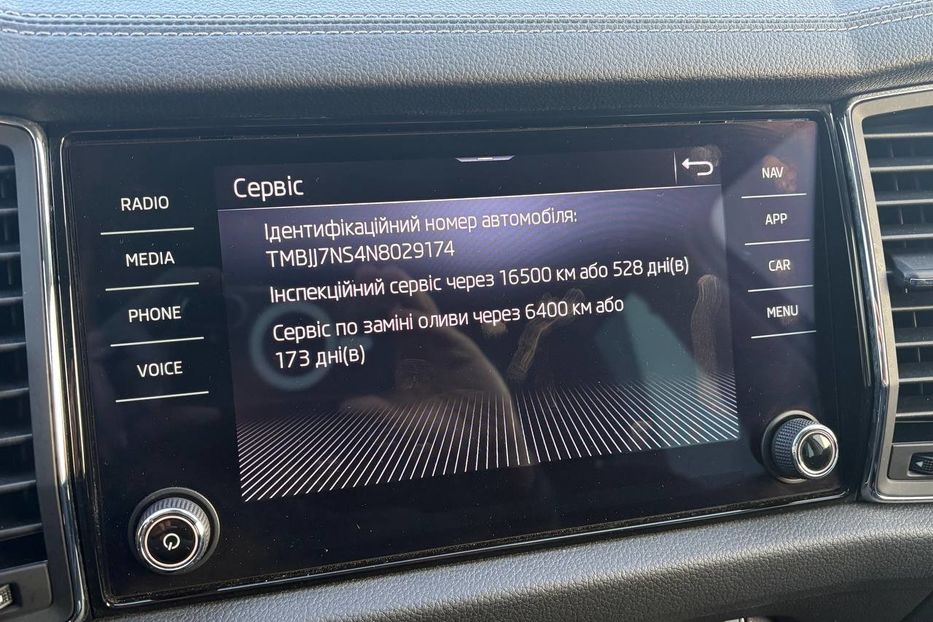 Сервіс
Ідентифікаційний номер автомобіля:
TMBJJ7NS4N8029174
Інспекційний сервіс через 16500 км або 528 дні(в)
Сервіс по заміні оливи через 6400 км або
173 дні(в)
RADIO
MEDIA
PHONE
VOICE
NAV
APP
CAR
MENU